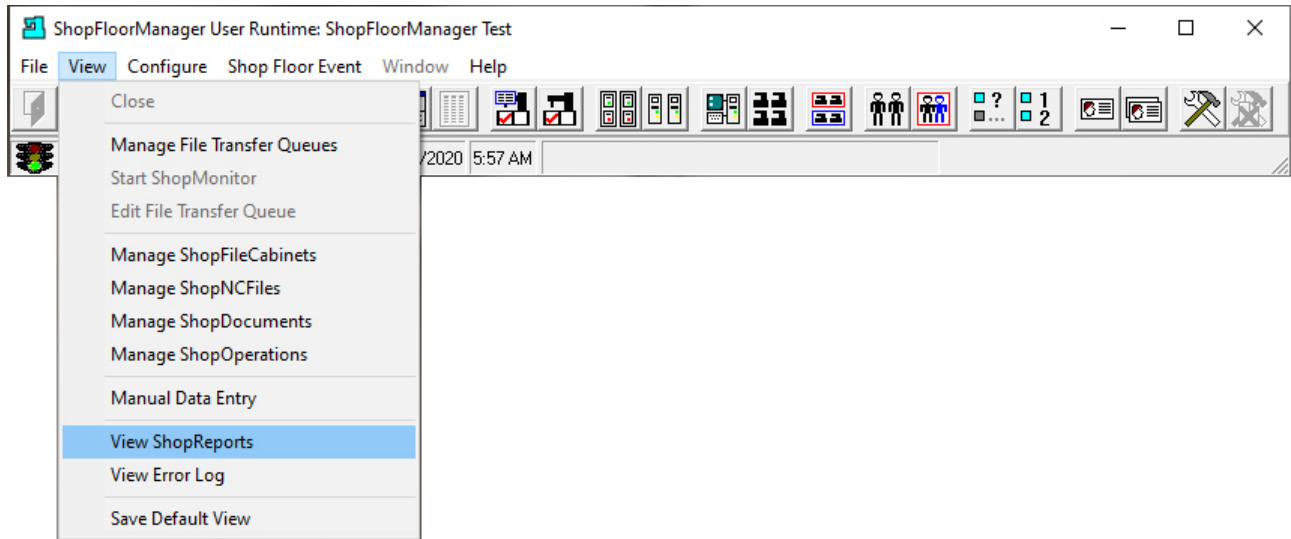 ShopFloorManager User Runtime: ShopFloorManager Test
File View Configure Shop Floor Event Window Help
Close
Manage File Transfer Queues
/2020 5:57 AM
Start ShopMonitor
Edit File Transfer Queue
Manage ShopFileCabinets
Manage ShopNCFiles
Manage ShopDocuments
Manage ShopOperations
Manual Data Entry
View ShopReports
View Error Log
Save Default View